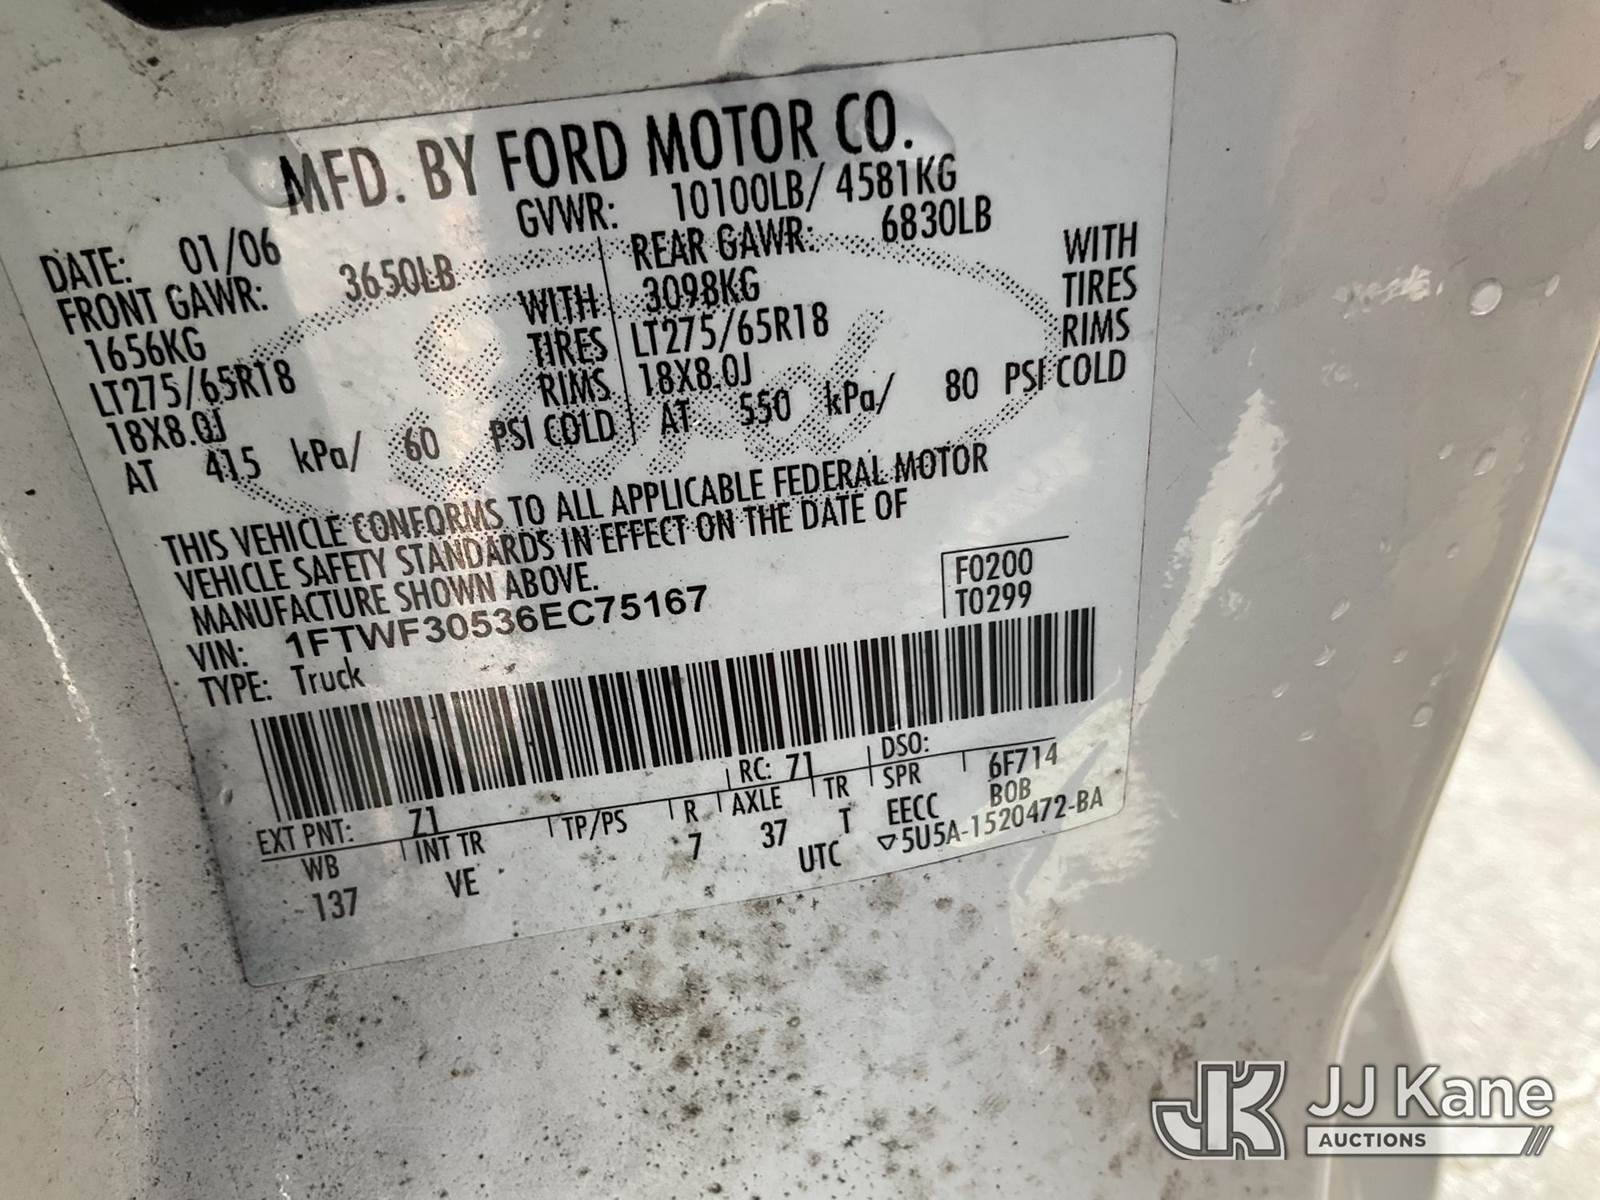 MFD. BY FORD MOTOR CO.
DATE: 01/06 GVWR: 10100LB/ 4581KG
FRONT GAWR: 3650LB REAR GAWR: 6830LB
1656KG WITH 3098KG WITH
LT275/65R18 TIRES LT275/65R18 TIRES
18X8.0J RIMS 18X8.0J RIMS
AT 415 kPa/ 60 PSI COLD AT 550 kPa/ 80 PSI COLD
THIS VEHICLE CONFORMS TO ALL APPLICABLE FEDERAL MOTOR
VEHICLE SAFETY STANDARDS IN EFFECT ON THE DATE OF
MANUFACTURE SHOWN ABOVE.
F0200
VIN: 1FTWF30536EC75167 T0299
TYPE: Truck
EXT PNT: Z1 RC: 71 DSO:
WB INT TR TP/PS R AXLE TR SPR 6F714
137 VE 7 37 T EECC BOB
UTC ▽5U5A-1520472-BA
JK JJ Kane
AUCTIONS